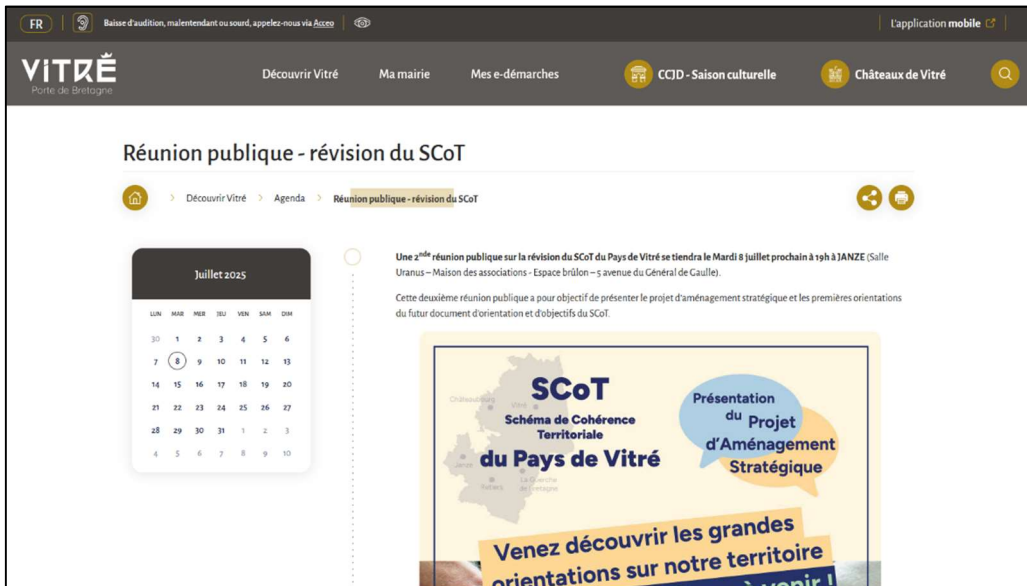 FR
Baisse d'audition, malentendant ou sourd, appelez-nous via Acceo
L'application mobile
VITRÉ
Porte de Bretagne
Découvrir Vitré
Ma mairie
Mes e-démarches
CCJD - Saison culturelle
Châteaux de Vitré
Réunion publique - révision du SCoT
> Découvrir Vitré > Agenda > Réunion publique - révision du SCoT
Juillet 2025
LUN MAR MER JEU VEN SAM DIM
30 1 2 3 4 5 6
7 8 9 10 11 12 13
14 15 16 17 18 19 20
21 22 23 24 25 26 27
28 29 30 31 1 2 3
4 5 6 7 8 9 10
Une 2nde réunion publique sur la révision du SCoT du Pays de Vitré se tiendra le Mardi 8 juillet prochain à 19h à JANZE (Salle
Uranus – Maison des associations - Espace brûlon – 5 avenue du Général de Gaulle).
Cette deuxième réunion publique a pour objectif de présenter le projet d'aménagement stratégique et les premières orientations
du futur document d'orientation et d'objectifs du SCoT.
SCoT
Schéma de Cohérence
Territoriale
du Pays de Vitré
Châteaubourg
Vitré
Janzé
Retiers
La Guerche
de Bretagne
Présentation
du Projet
d'Aménagement
Stratégique
Venez découvrir les grandes
orientations sur notre territoire
à venir !